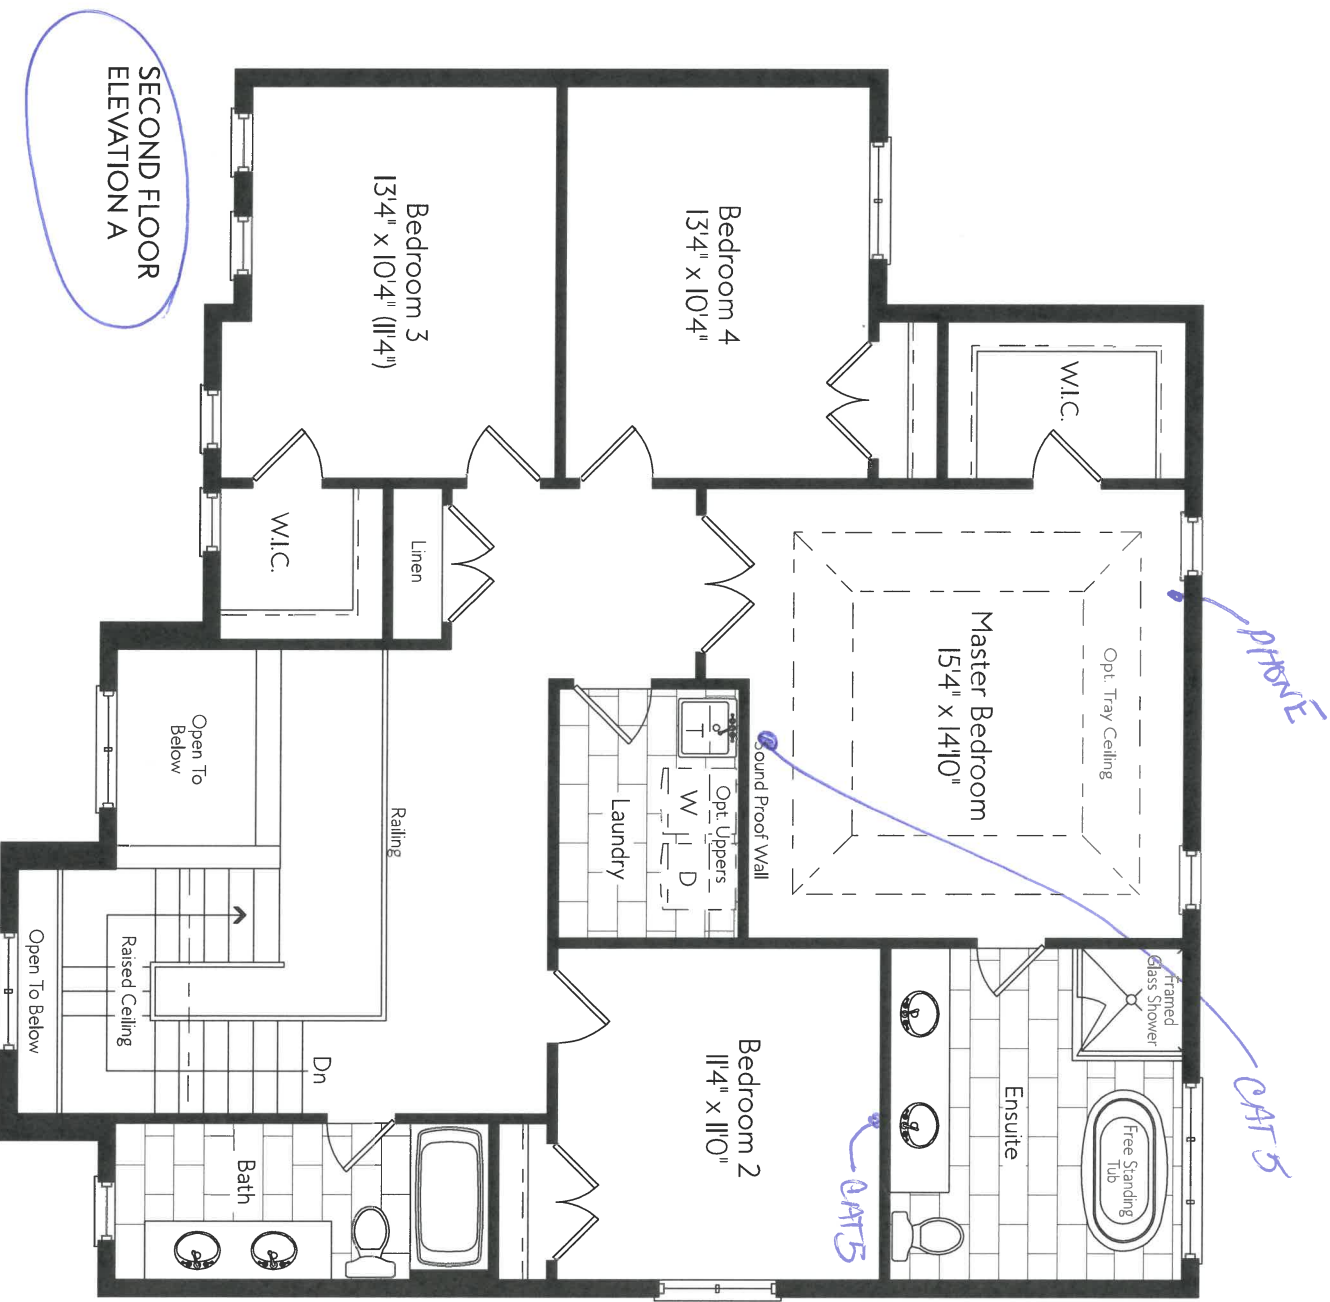 SECOND FLOOR
ELEVATION A
Bedroom 3
13'4" x 10'4" (11'4")
Bedroom 4
13'4" x 10'4"
W.I.C.
W.I.C.
Linen
Master Bedroom
15'4" x 14'10"
Opt. Tray Ceiling
PHONE
Open To
Below
Railing
Laundry
T
W
D
Opt. Uppers
Sound Proof Wall
Open To Below
Raised Ceiling
Dn
Bath
Bedroom 2
11'4" x 11'0"
Ensuite
Framed
Glass Shower
Free Standing
Tub
CAT5
CAT5